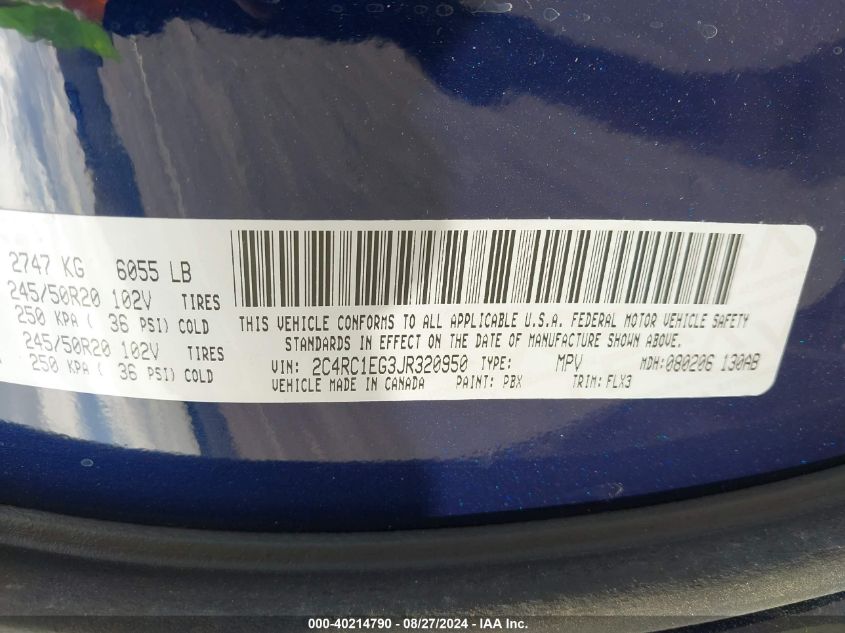 2747 KG 6055 LB
245/50R20 102V TIRES
250 KPA ( 36 PSI) COLD
245/50R20 102V TIRES
250 KPA ( 36 PSI) COLD
THIS VEHICLE CONFORMS TO ALL APPLICABLE U.S.A. FEDERAL MOTOR VEHICLE SAFETY
STANDARDS IN EFFECT ON THE DATE OF MANUFACTURE SHOWN ABOVE.
VIN: 2C4RC1EG3JR320950 TYPE: MPV MDH:080206 130AB
VEHICLE MADE IN CANADA PAINT: PBX TRIM: FLX3
000-40214790 - 08/27/2024 - IAA Inc.